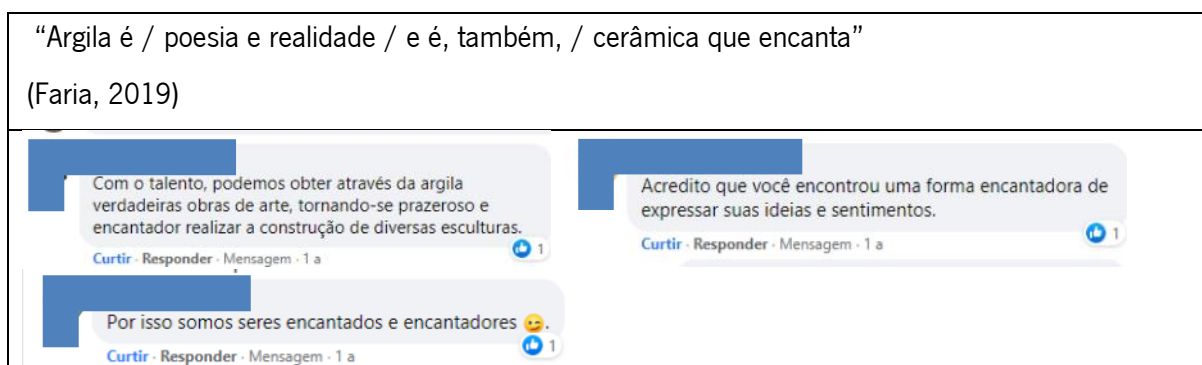 “Argila é / poesia e realidade / e é, também, / cerâmica que encanta”
(Faria, 2019)
Com o talento, podemos obter através da argila
verdadeiras obras de arte, tornando-se prazeroso e
encantador realizar a construção de diversas esculturas.
Curtir · Responder · Mensagem · 1 a
1
Acredito que você encontrou uma forma encantadora de
expressar suas ideias e sentimentos.
Curtir · Responder · Mensagem · 1 a
1
Por isso somos seres encantados e encantadores 😉.
Curtir · Responder · Mensagem · 1 a
1